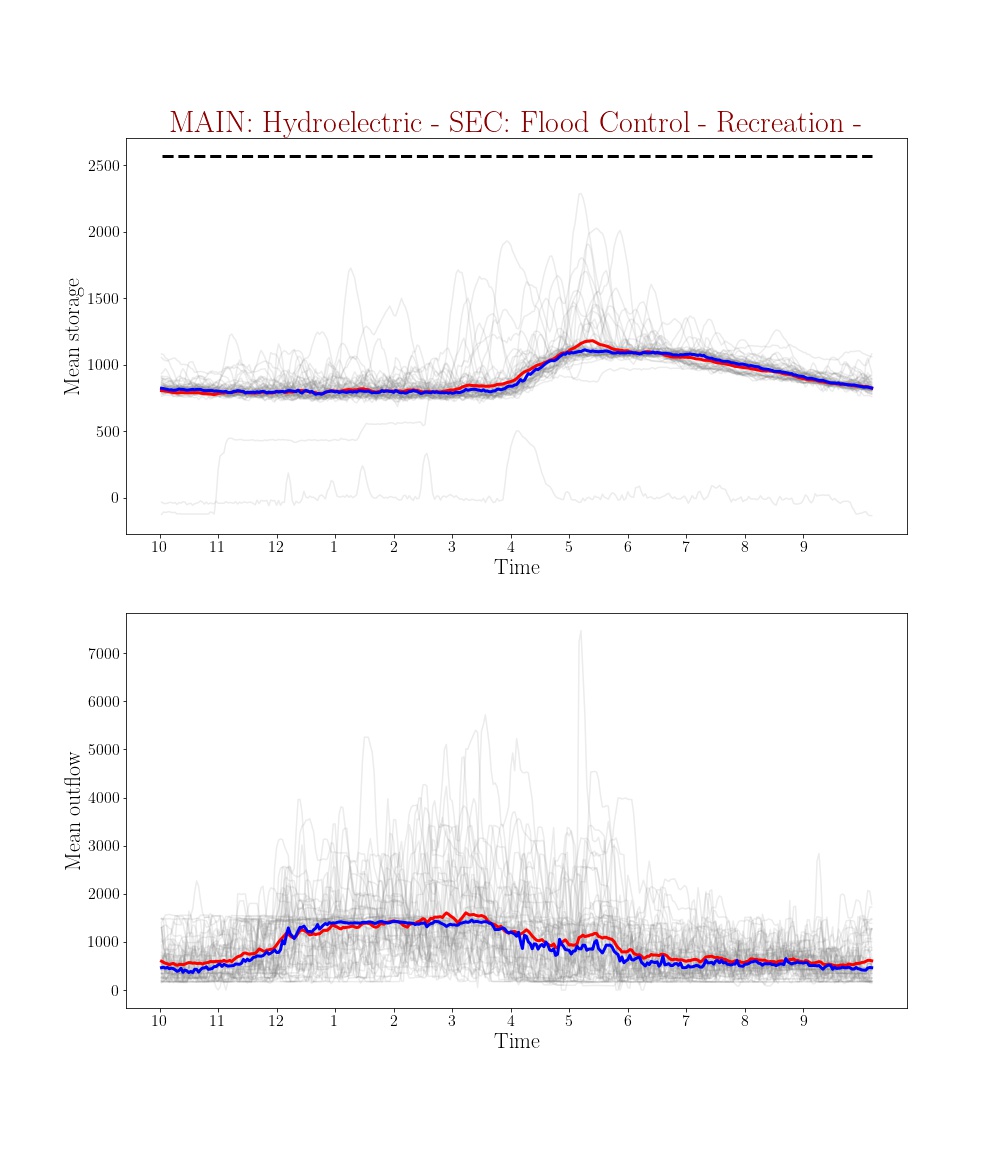 MAIN: Hydroelectric - SEC: Flood Control - Recreation -
2500
2000
1500
1000
500
0
Mean storage
10 11 12 1 2 3 4 5 6 7 8 9
Time
7000
6000
5000
4000
3000
2000
1000
0
Mean outflow
10 11 12 1 2 3 4 5 6 7 8 9
Time